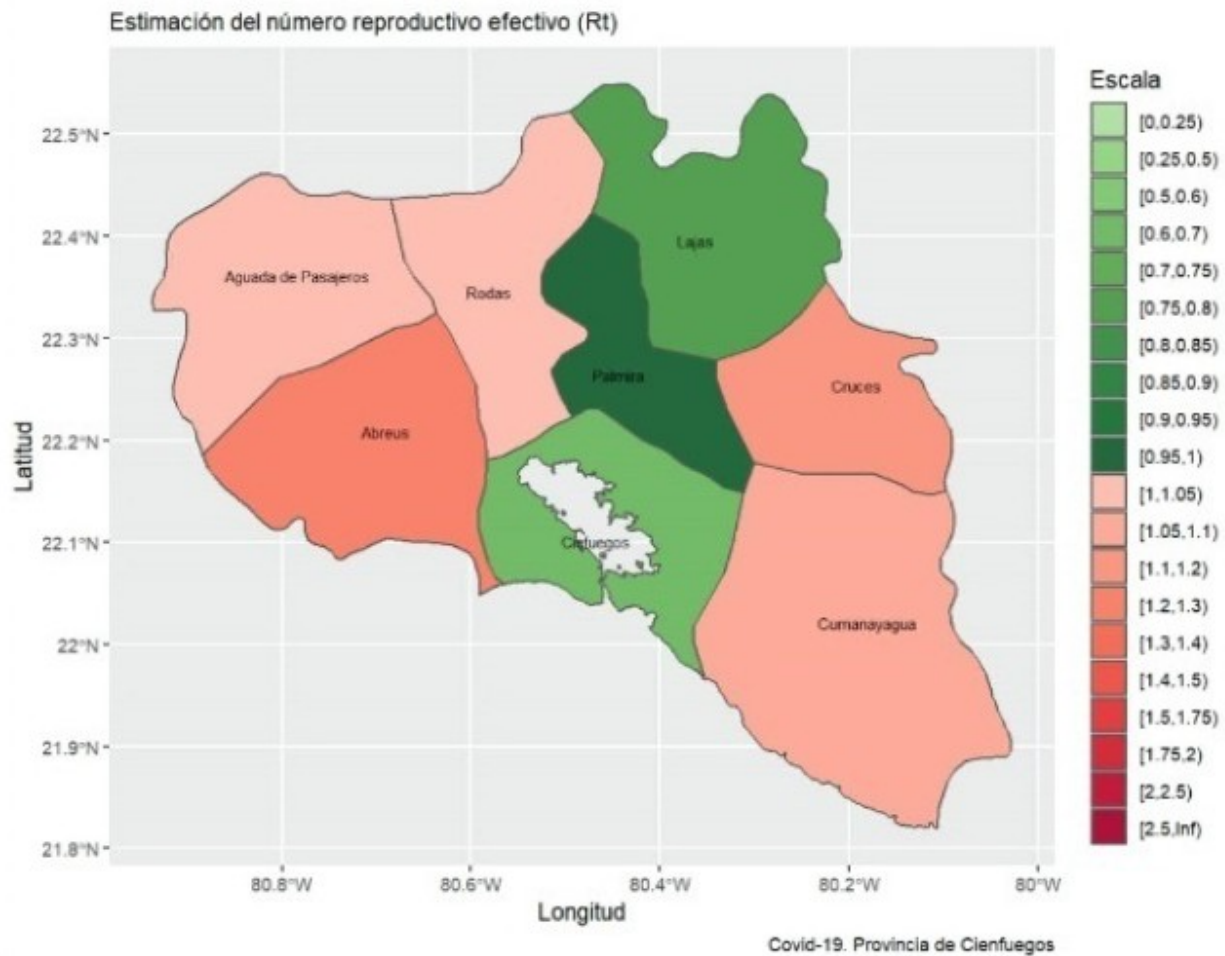 Estimación del número reproductivo efectivo (Rt)
Escala
[0,0.25)
[0.25,0.5)
[0.5,0.6)
[0.6,0.7)
[0.7,0.75)
[0.75,0.8)
[0.8,0.85)
[0.85,0.9)
[0.9,0.95)
[0.95,1)
[1,1.05)
[1.05,1.1)
[1.1,1.2)
[1.2,1.3)
[1.3,1.4)
[1.4,1.5)
[1.5,1.75)
[1.75,2)
[2,2.5)
[2.5,Inf)
Latitud
22.5°N
22.4°N
22.3°N
22.2°N
22.1°N
22°N
21.9°N
21.8°N
Lajas
Aguada de Pasajeros
Rodas
Palmira
Cruces
Abreus
Cienfuegos
Cumanayagua
80.8°W 80.6°W 80.4°W 80.2°W 80°W
Longitud
Covid-19. Provincia de Cienfuegos